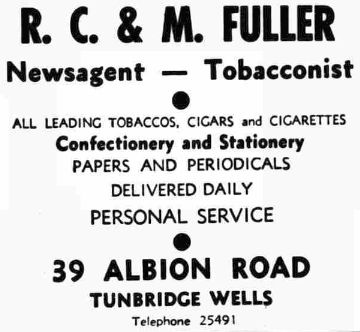 R. C. & M. FULLER
Newsagent — Tobacconist
ALL LEADING TOBACCOS, CIGARS and CIGARETTES
Confectionery and Stationery
PAPERS AND PERIODICALS
DELIVERED DAILY
PERSONAL SERVICE
39 ALBION ROAD
TUNBRIDGE WELLS
Telephone 25491